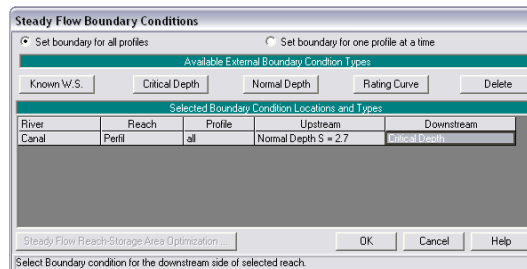 Steady Flow Boundary Conditions
Set boundary for all profiles Set boundary for one profile at a time
Available External Boundary Condtion Types
Known W.S. Critical Depth Normal Depth Rating Curve Delete
Selected Boundary Condition Locations and Types
River Reach Profile Upstream Downstream
Canal Perfil all Normal Depth S = 2.7 Critical Depth
Steady Flow Reach-Storage Area Optimization ... OK Cancel Help
Select Boundary condition for the downstream side of selected reach.